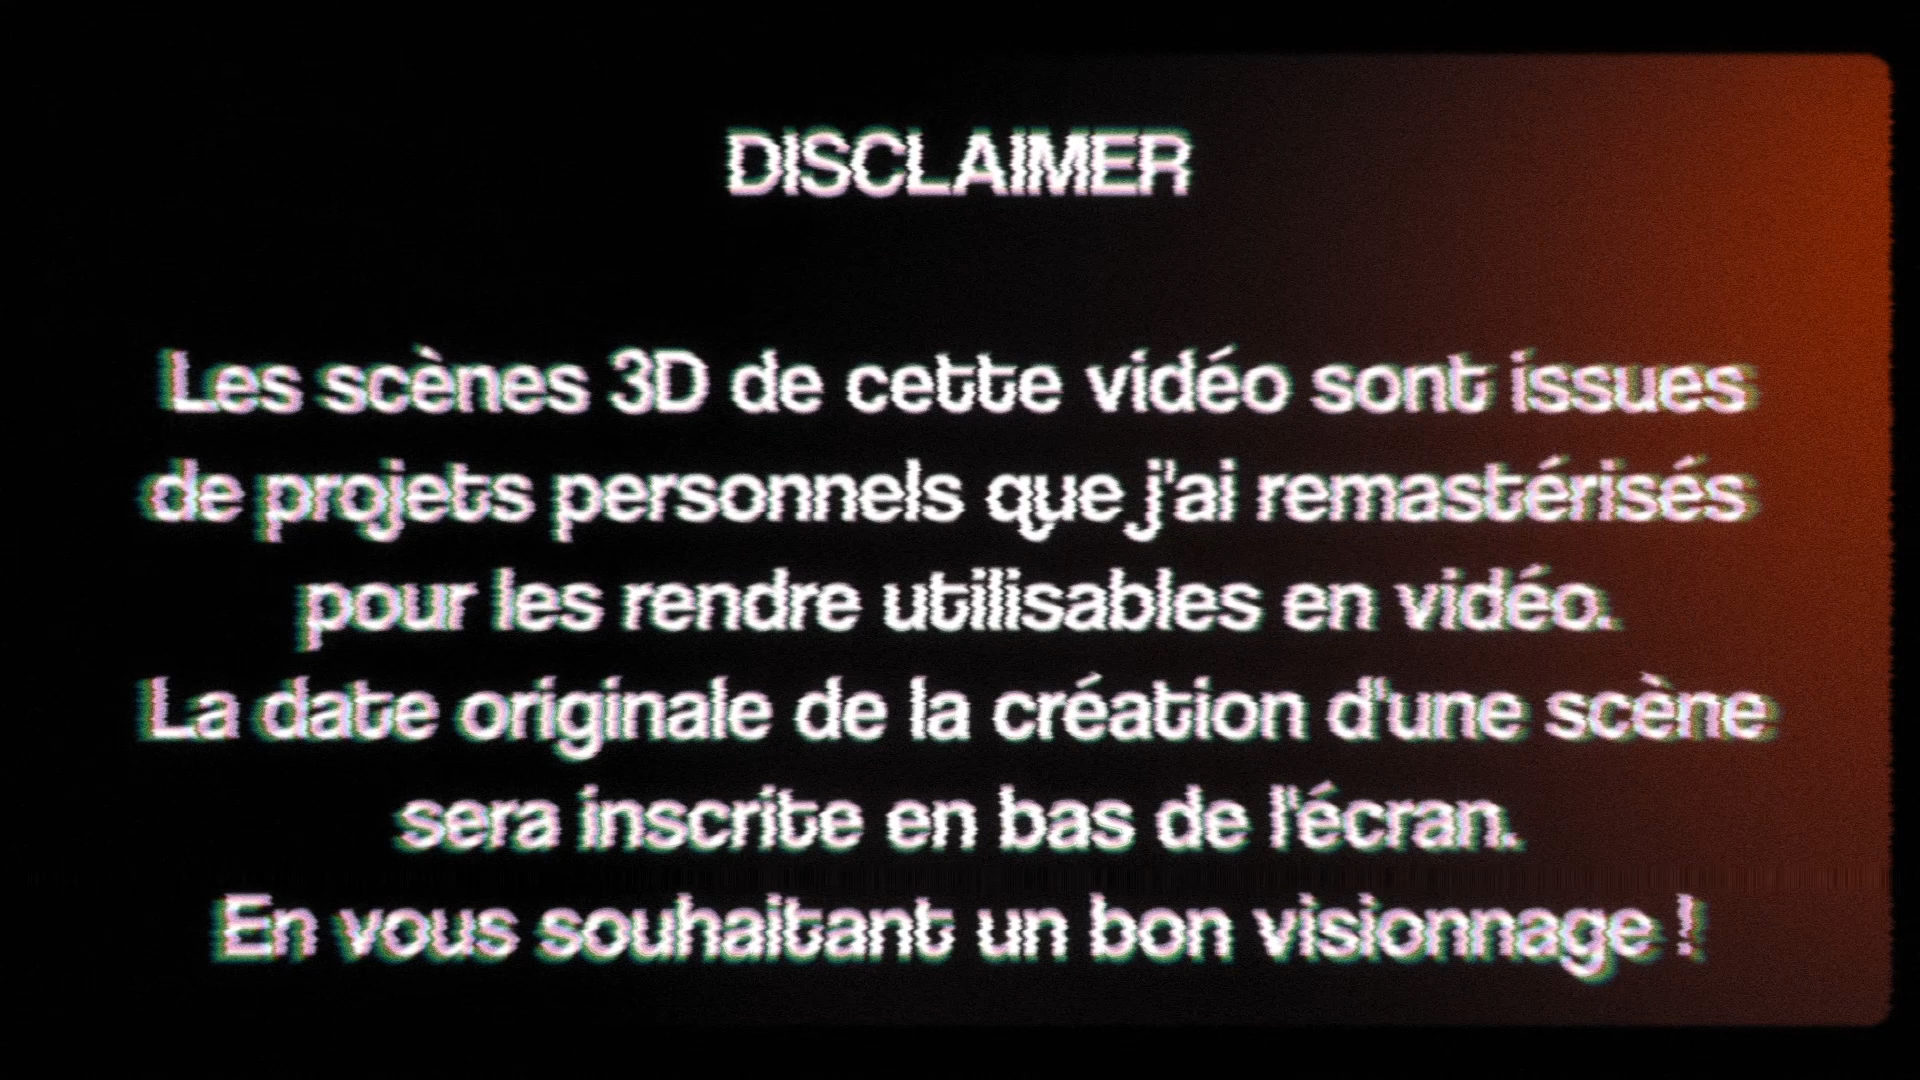 DISCLAIMER
Les scènes 3D de cette vidéo sont issues
de projets personnels que j'ai remastérisés
pour les rendre utilisables en vidéo.
La date originale de la création d'une scène
sera inscrite en bas de l'écran.
En vous souhaitant un bon visionnage !